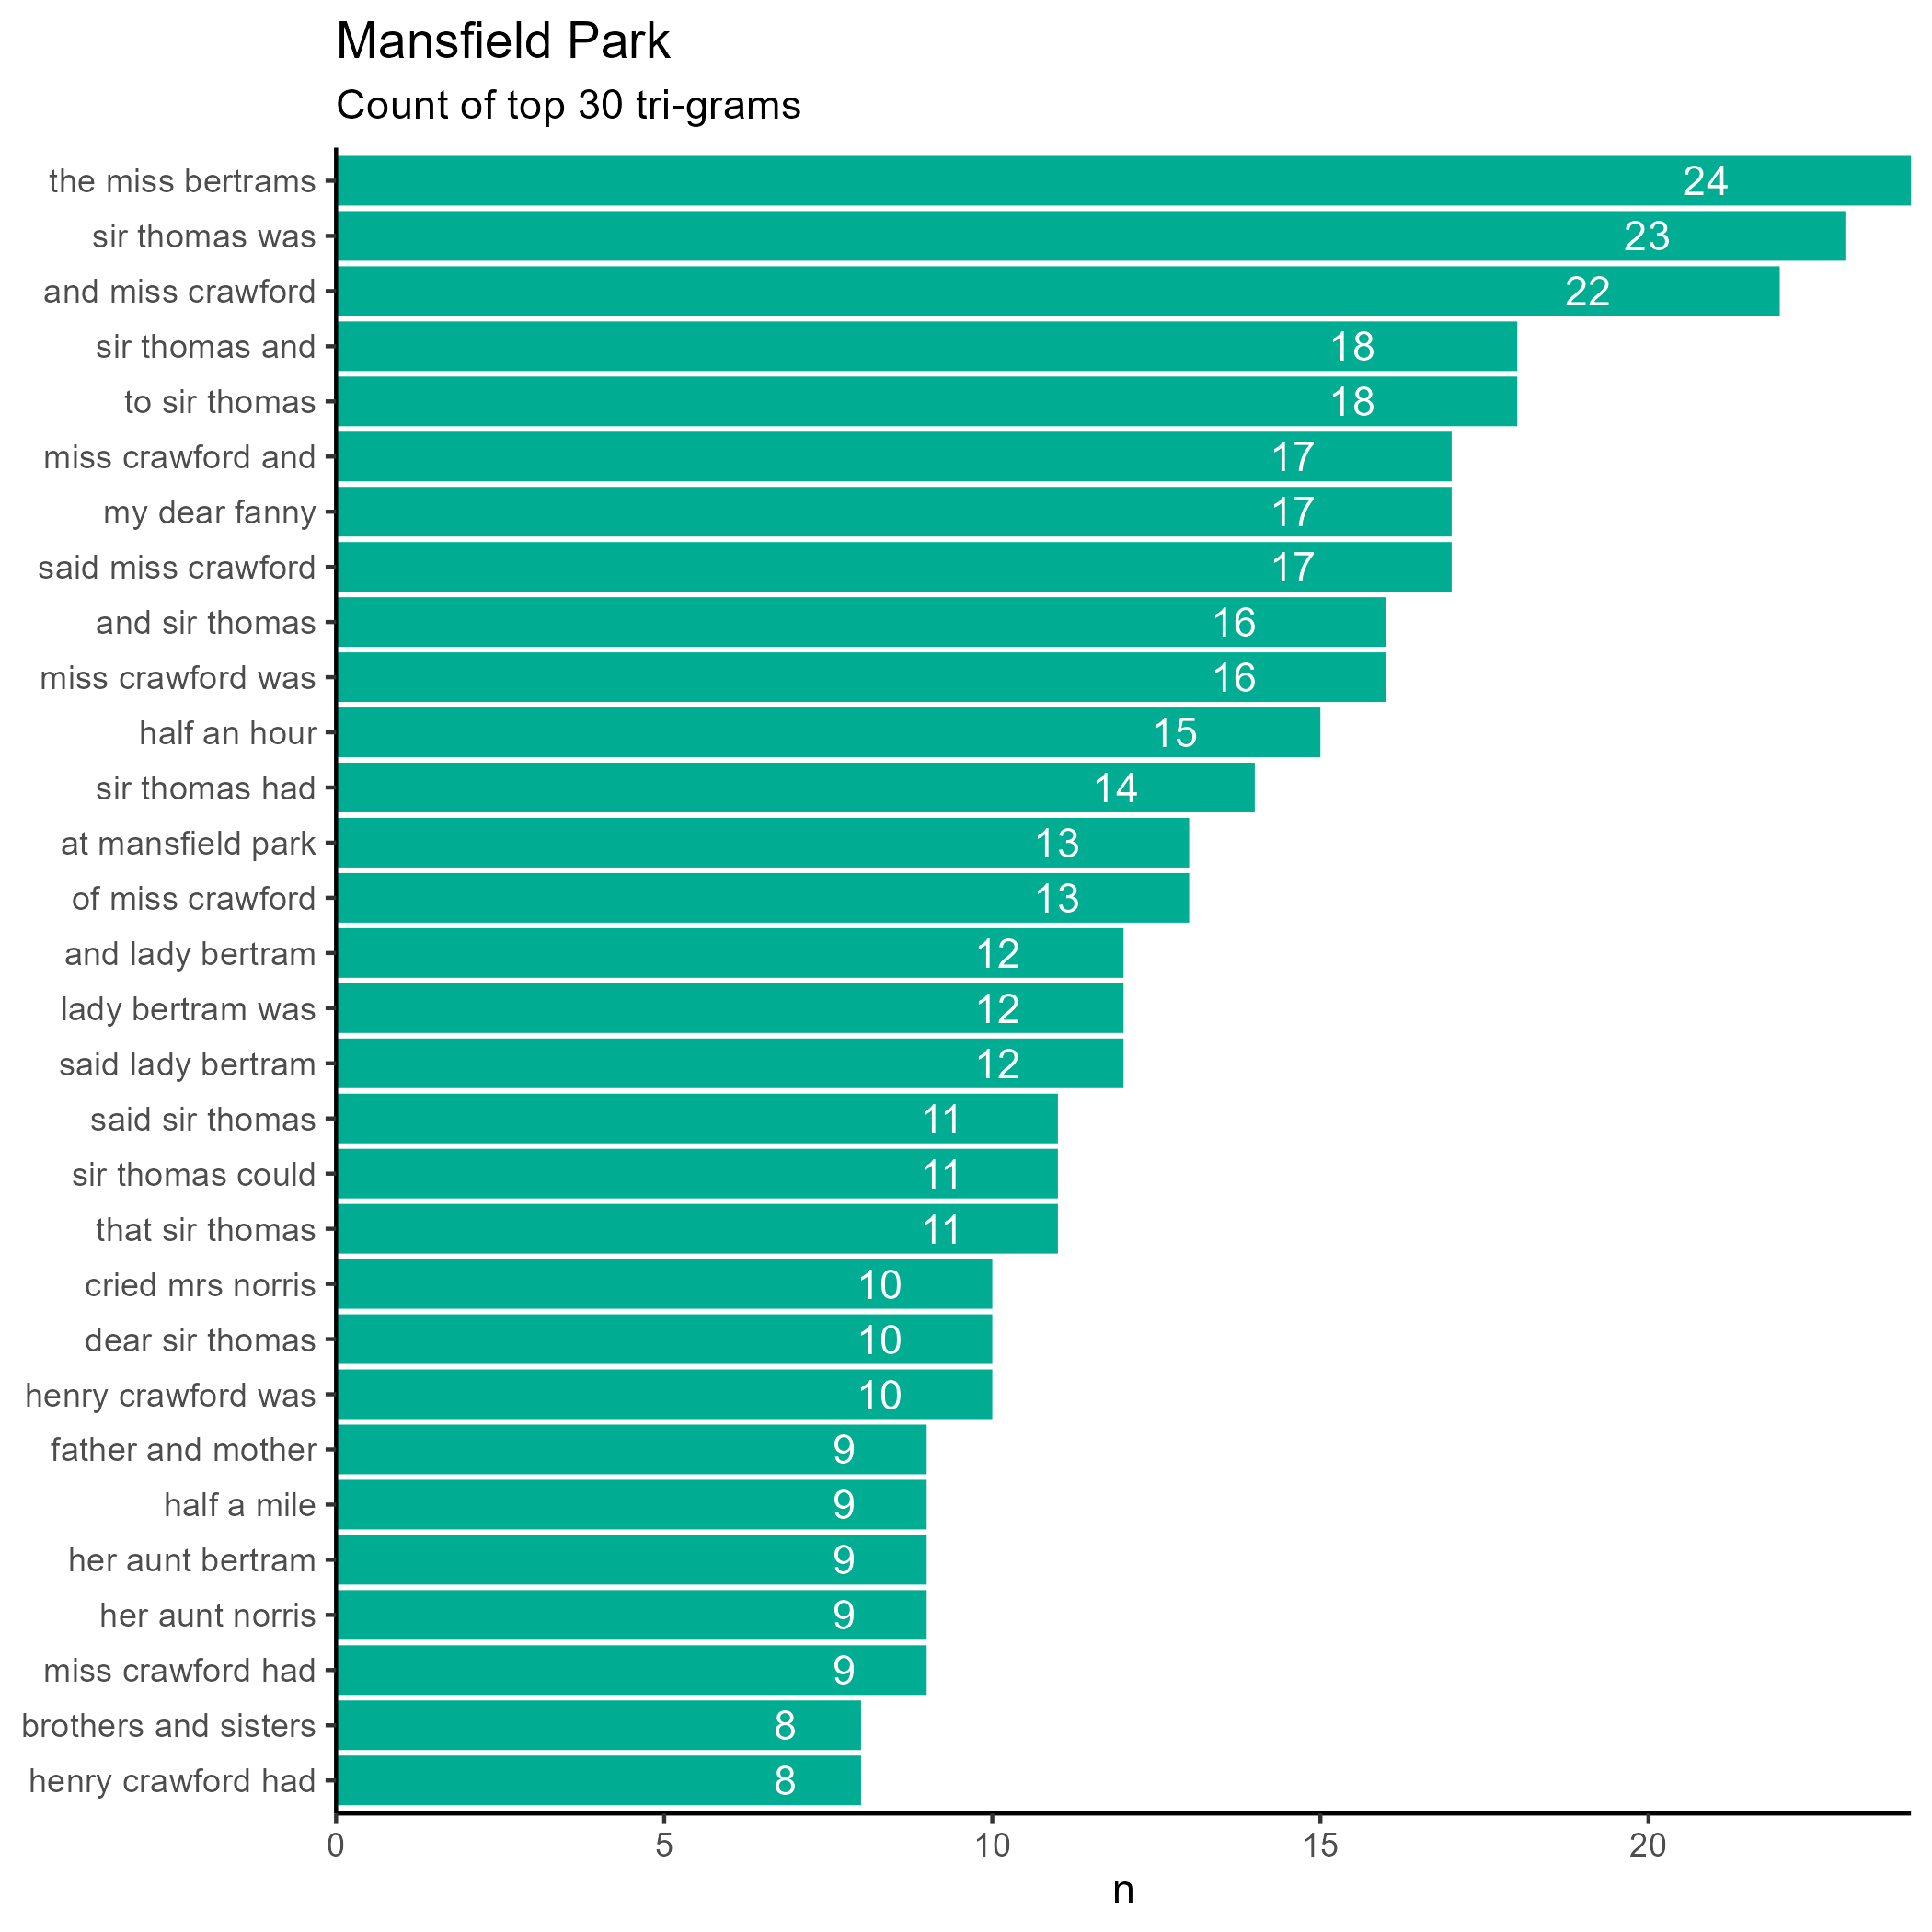 Mansfield Park
Count of top 30 tri-grams
the miss bertrams 24
sir thomas was 23
and miss crawford 22
sir thomas and 18
to sir thomas 18
miss crawford and 17
my dear fanny 17
said miss crawford 17
and sir thomas 16
miss crawford was 16
half an hour 15
sir thomas had 14
at mansfield park 13
of miss crawford 13
and lady bertram 12
lady bertram was 12
said lady bertram 12
said sir thomas 11
sir thomas could 11
that sir thomas 11
cried mrs norris 10
dear sir thomas 10
henry crawford was 10
father and mother 9
half a mile 9
her aunt bertram 9
her aunt norris 9
miss crawford had 9
brothers and sisters 8
henry crawford had 8
0 5 10 15 20
n